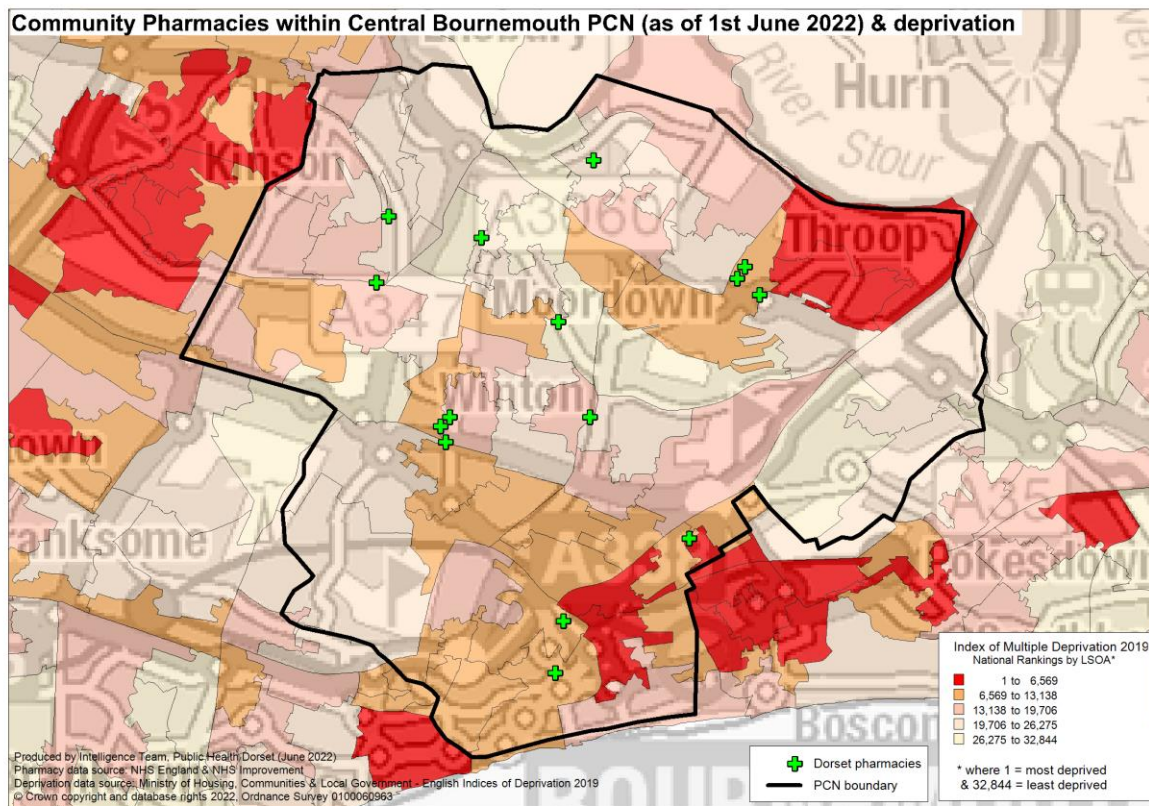 Community Pharmacies within Central Bournemouth PCN (as of 1st June 2022) & deprivation
River Stour
Hurn
Kinson
A3060
Throop
Moordown
A347
Winton
A35
Index of Multiple Deprivation 2019
National Rankings by LSOA*
1 to 6,569
6,569 to 13,138
13,138 to 19,706
19,706 to 26,275
26,275 to 32,844
* where 1 = most deprived
& 32,844 = least deprived
Dorset pharmacies
PCN boundary
Produced by Intelligence Team, Public Health Dorset (June 2022)
Pharmacy data source: NHS England & NHS Improvement
Deprivation data source: Ministry of Housing, Communities & Local Government - English Indices of Deprivation 2019
© Crown copyright and database rights 2022, Ordnance Survey 0100060963